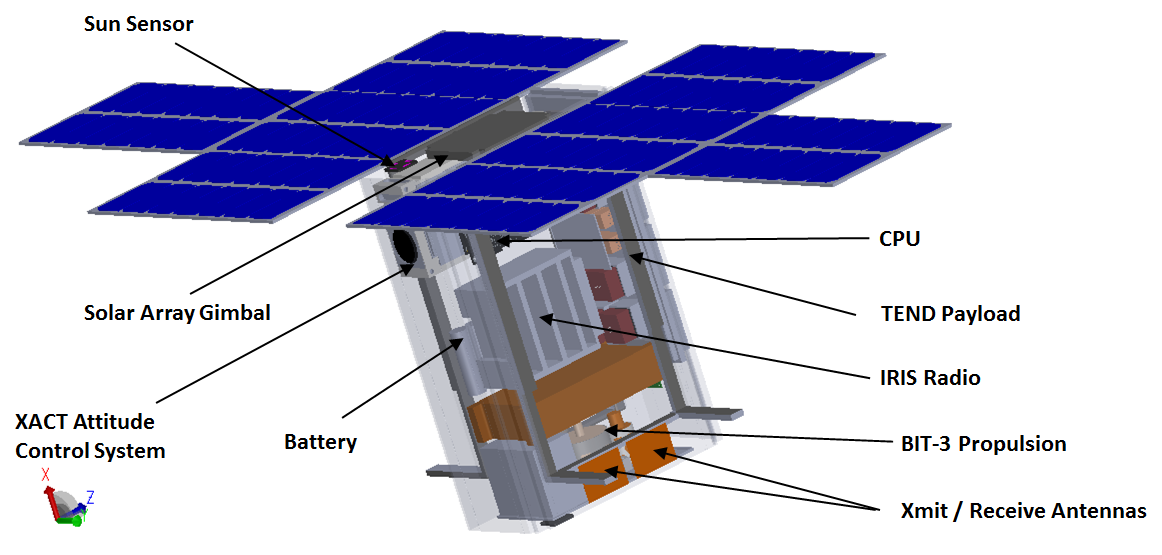 Sun Sensor
CPU
Solar Array Gimbal
TEND Payload
IRIS Radio
XACT Attitude
Control System
Battery
BIT-3 Propulsion
X
Z
Xmit / Receive Antennas